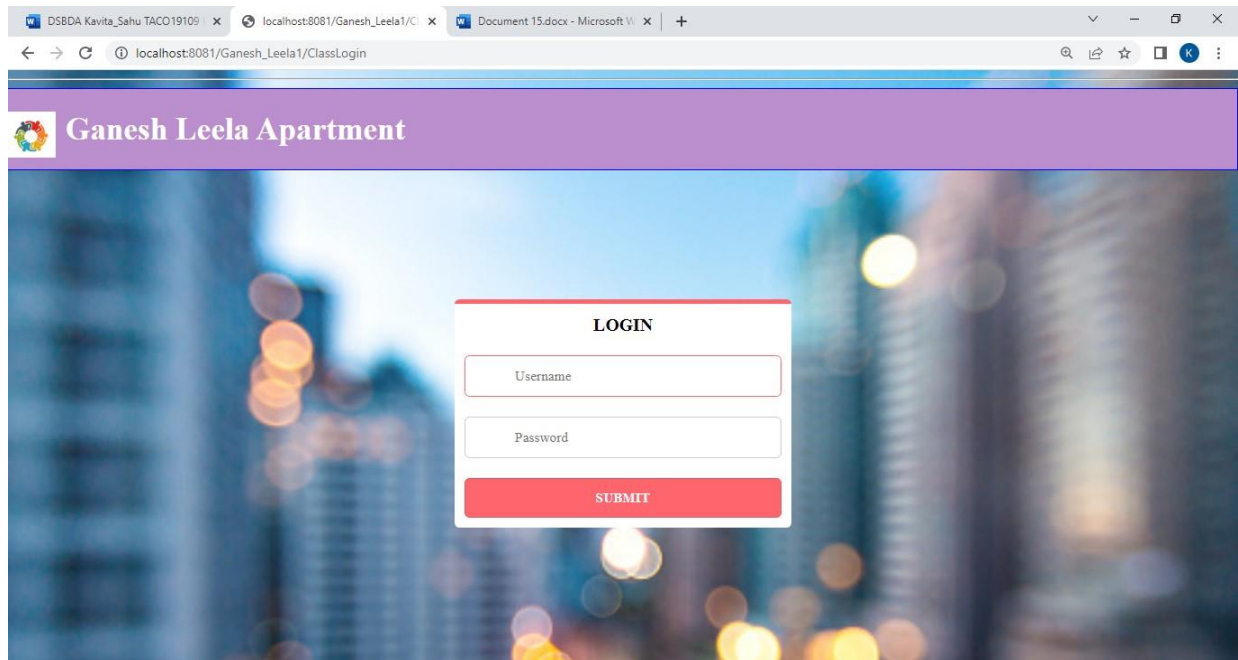 DSBDA Kavita_Sahu TACO19109
localhost:8081/Ganesh_Leela1/Cl
Document 15.docx - Microsoft W
localhost:8081/Ganesh_Leela1/ClassLogin
K
Ganesh Leela Apartment
LOGIN
Username
Password
SUBMIT